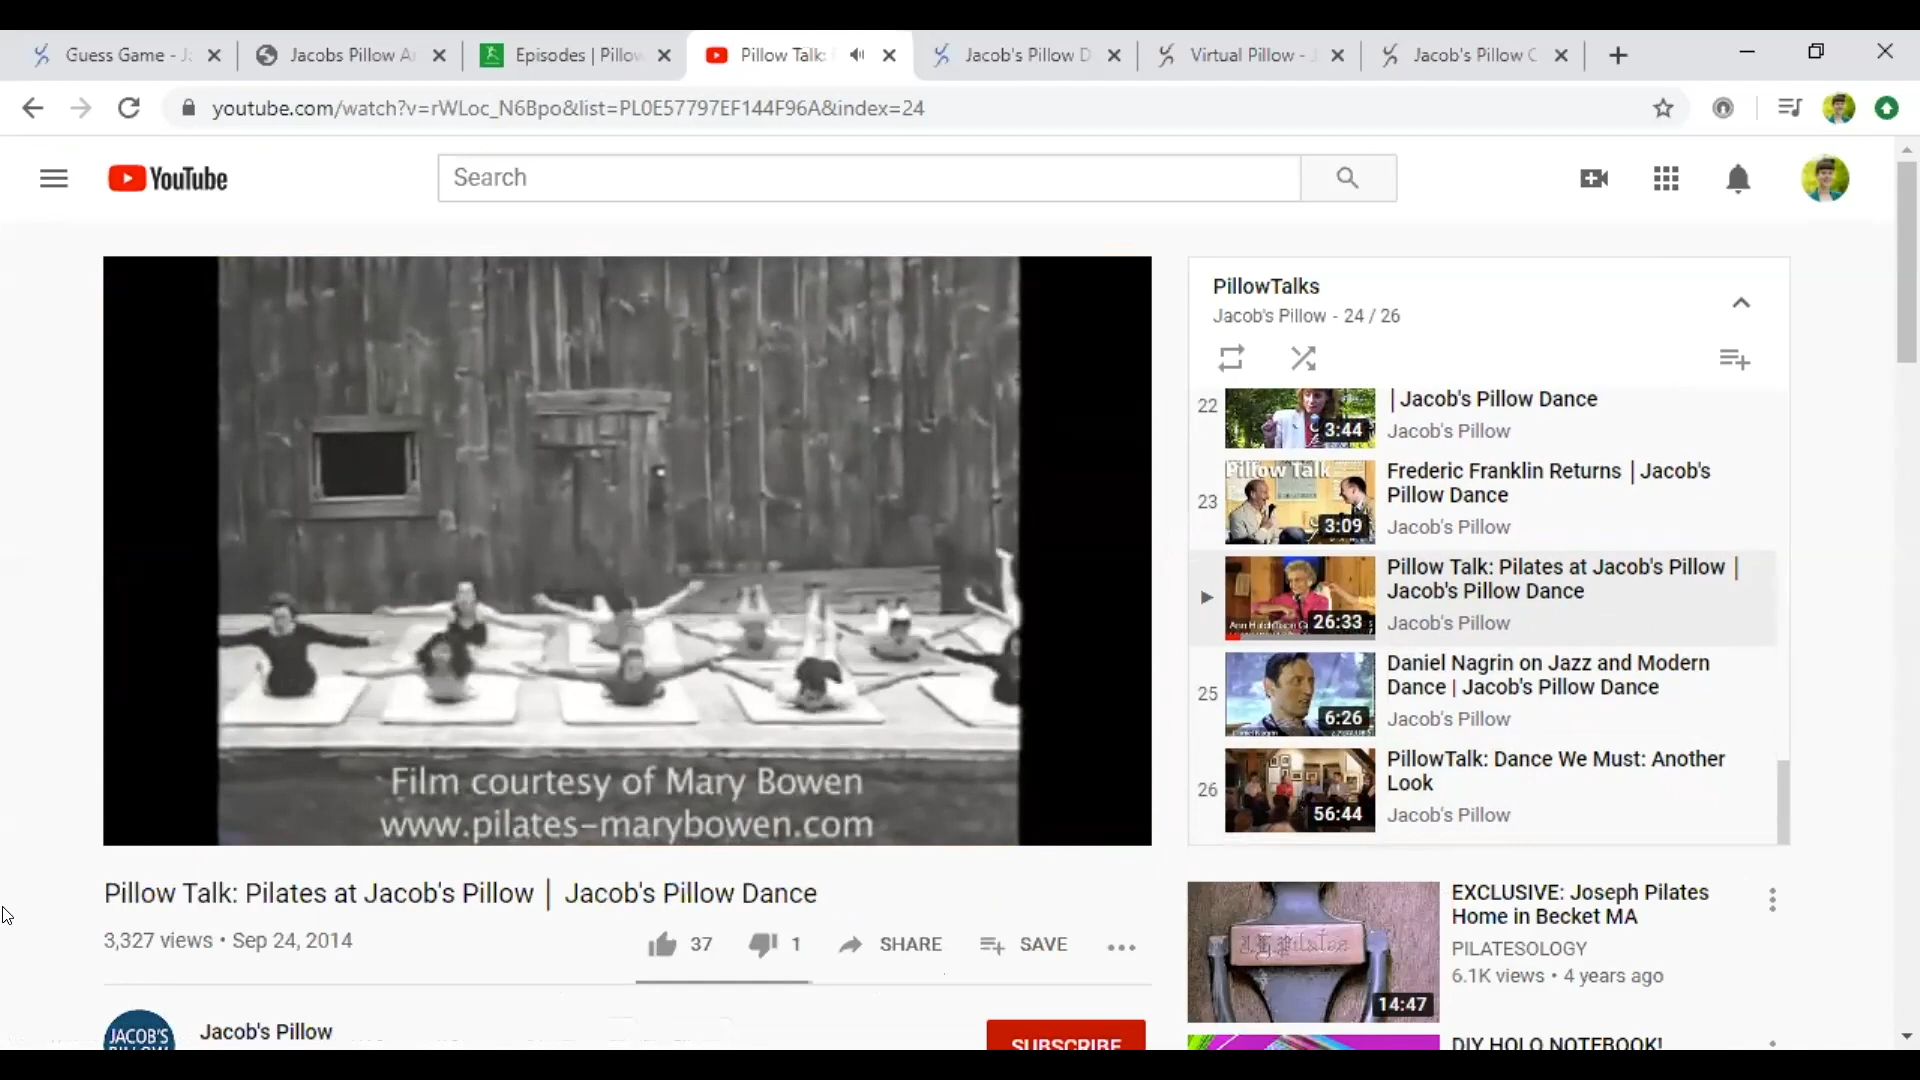 Guess Game - J
Jacobs Pillow A
Episodes | Pillow
Pillow Talk:
Jacob's Pillow D
Virtual Pillow - J
Jacob's Pillow C
youtube.com/watch?v=rWLoc_N6Bpo&list=PL0E57797EF144F96A&index=24
YouTube
Search
Film courtesy of Mary Bowen
www.pilates-marybowen.com
PillowTalks
Jacob's Pillow - 24 / 26
22
3:44
| Jacob's Pillow Dance
Jacob's Pillow
23
Pillow Talk
3:09
Frederic Franklin Returns | Jacob's
Pillow Dance
Jacob's Pillow
26:33
Pillow Talk: Pilates at Jacob's Pillow |
Jacob's Pillow Dance
Jacob's Pillow
25
6:26
Daniel Nagrin on Jazz and Modern
Dance | Jacob's Pillow Dance
Jacob's Pillow
26
56:44
PillowTalk: Dance We Must: Another
Look
Jacob's Pillow
Pillow Talk: Pilates at Jacob's Pillow | Jacob's Pillow Dance
3,327 views • Sep 24, 2014
37
1
SHARE
SAVE
JACOB'S
Jacob's Pillow
SUBSCRIBE
J.H. Pilates
14:47
EXCLUSIVE: Joseph Pilates
Home in Becket MA
PILATESOLOGY
6.1K views • 4 years ago
DIY HOLO NOTEBOOK!